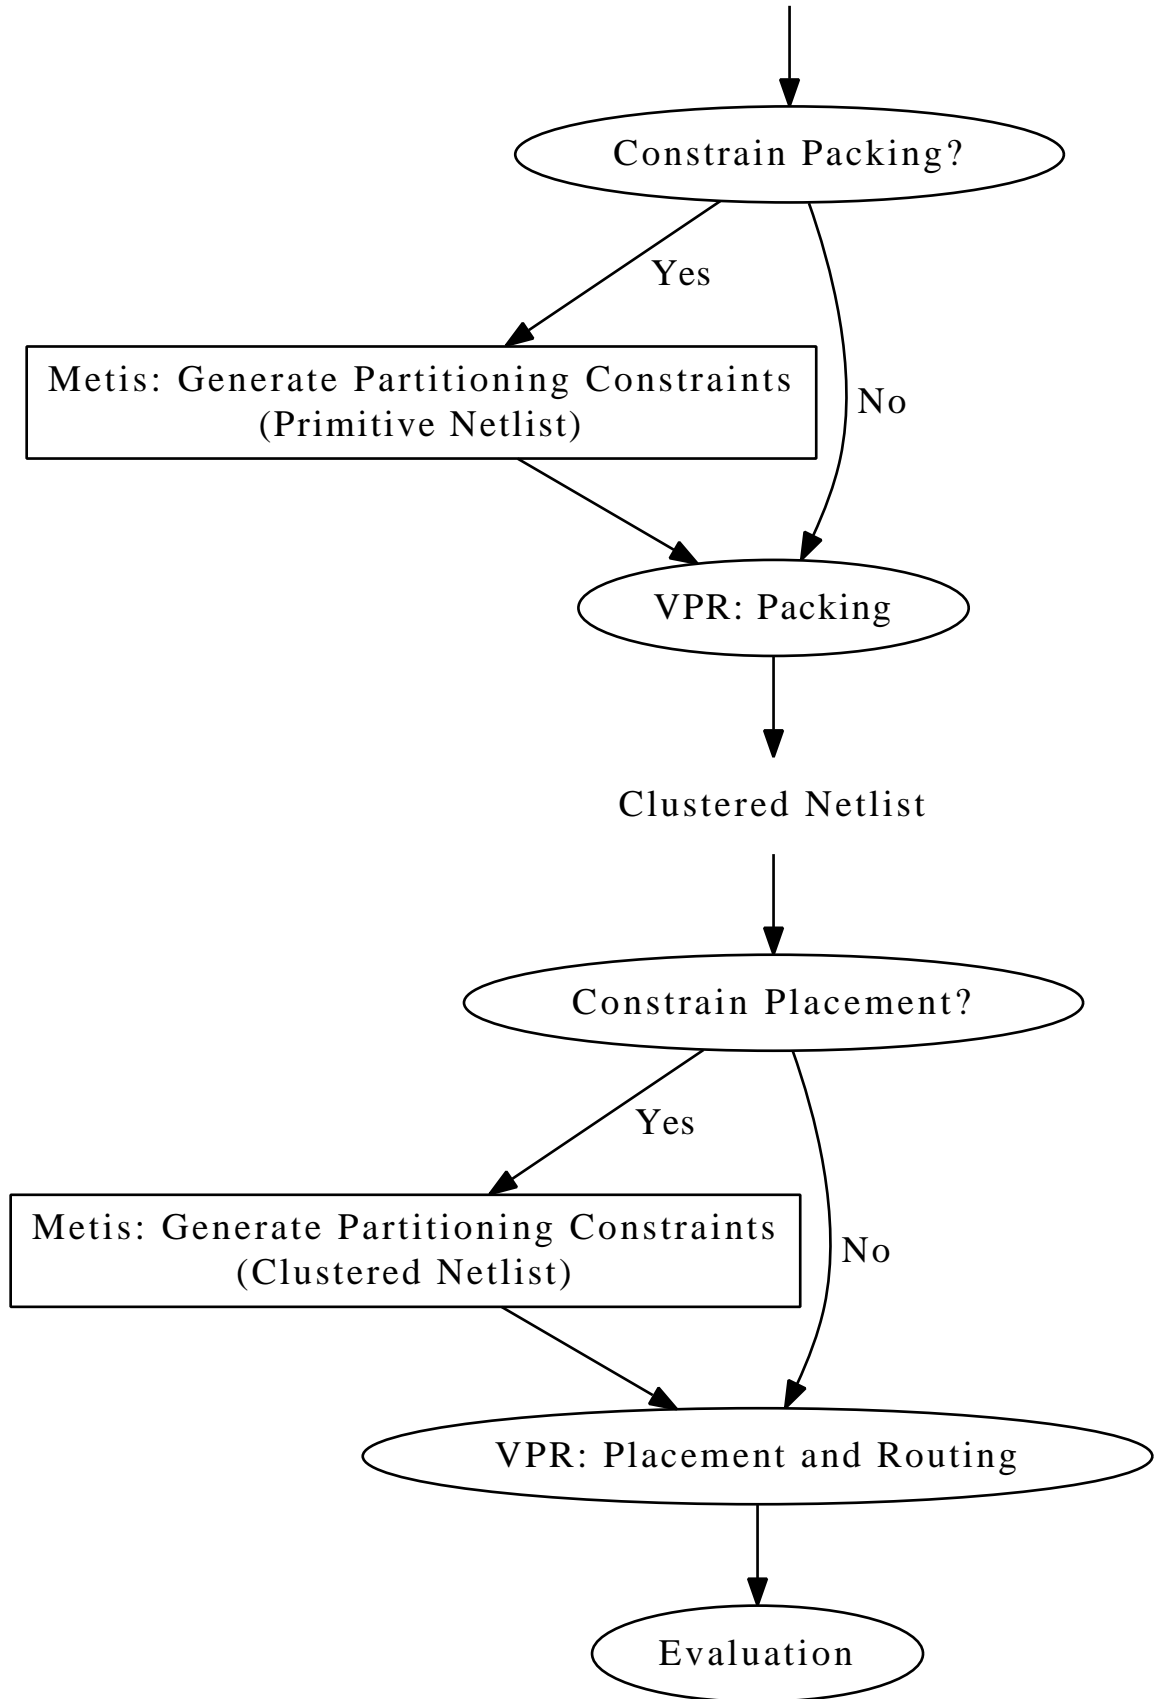 Constrain Packing?
Yes
Metis: Generate Partitioning Constraints
(Primitive Netlist)
No
VPR: Packing
Clustered Netlist
Constrain Placement?
Yes
Metis: Generate Partitioning Constraints
(Clustered Netlist)
No
VPR: Placement and Routing
Evaluation